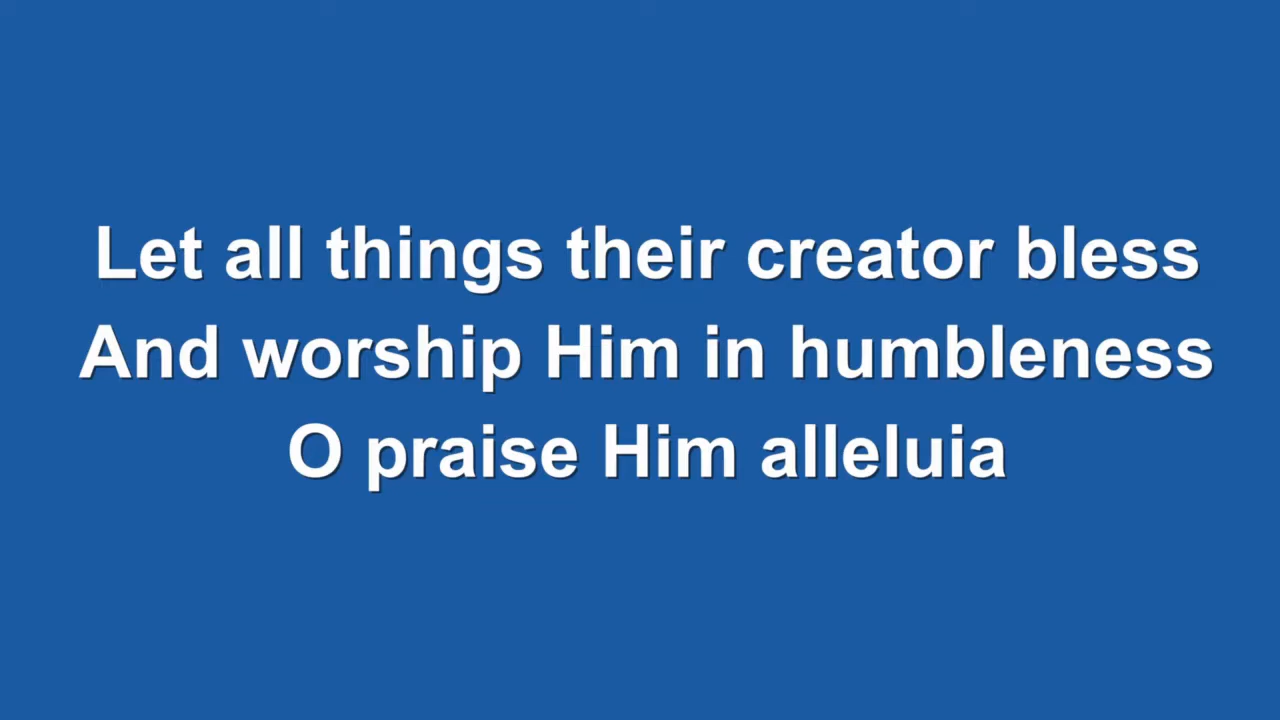 Let all things their creator bless
And worship Him in humbleness
O praise Him alleluia